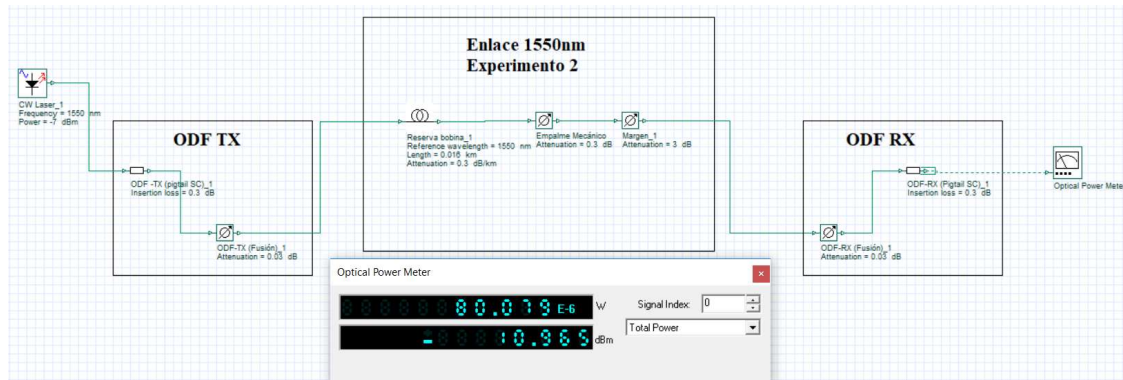 Enlace 1550nm
Experimento 2
CW Laser_1
Frequency = 1550 nm
Power = -7 dBm
ODF TX
ODF -TX (pigtail SC)_1
Insertion loss = 0.3 dB
ODF-TX (Fusión)_1
Attenuation = 0.03 dB
Reserva bobina_1
Reference wavelength = 1550 nm
Length = 0.016 km
Attenuation = 0.3 dB/km
Empalme Mecánico
Attenuation = 0.3 dB
Margen_1
Attenuation = 3 dB
ODF RX
ODF-RX (Pigtail SC)_1
Insertion loss = 0.3 dB
ODF-RX (Fusión)_1
Attenuation = 0.03 dB
Optical Power Mete
Optical Power Meter
80.079 E-6 W
-10.965 dBm
Signal Index: 0
Total Power